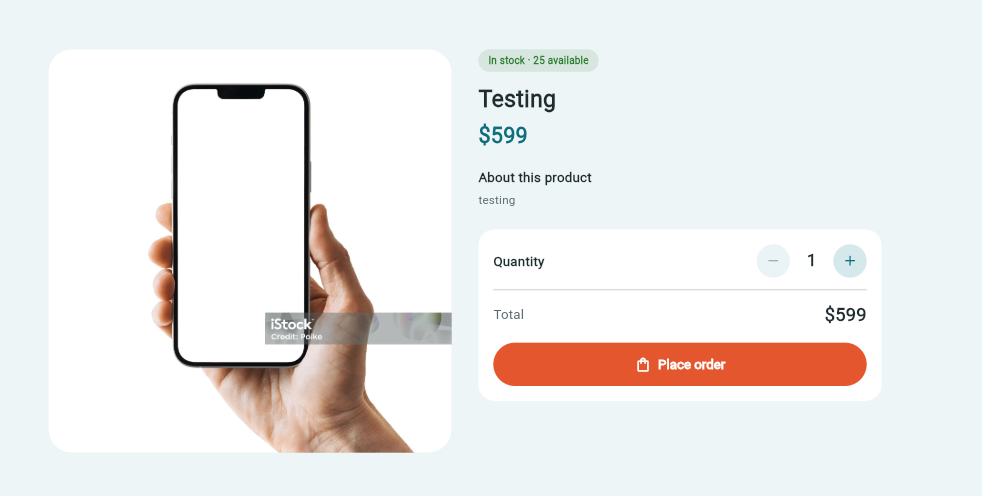 In stock · 25 available
Testing
$599
About this product
testing
Quantity
− 1 +
Total
$599
iStock
Credit: Poike
Place order